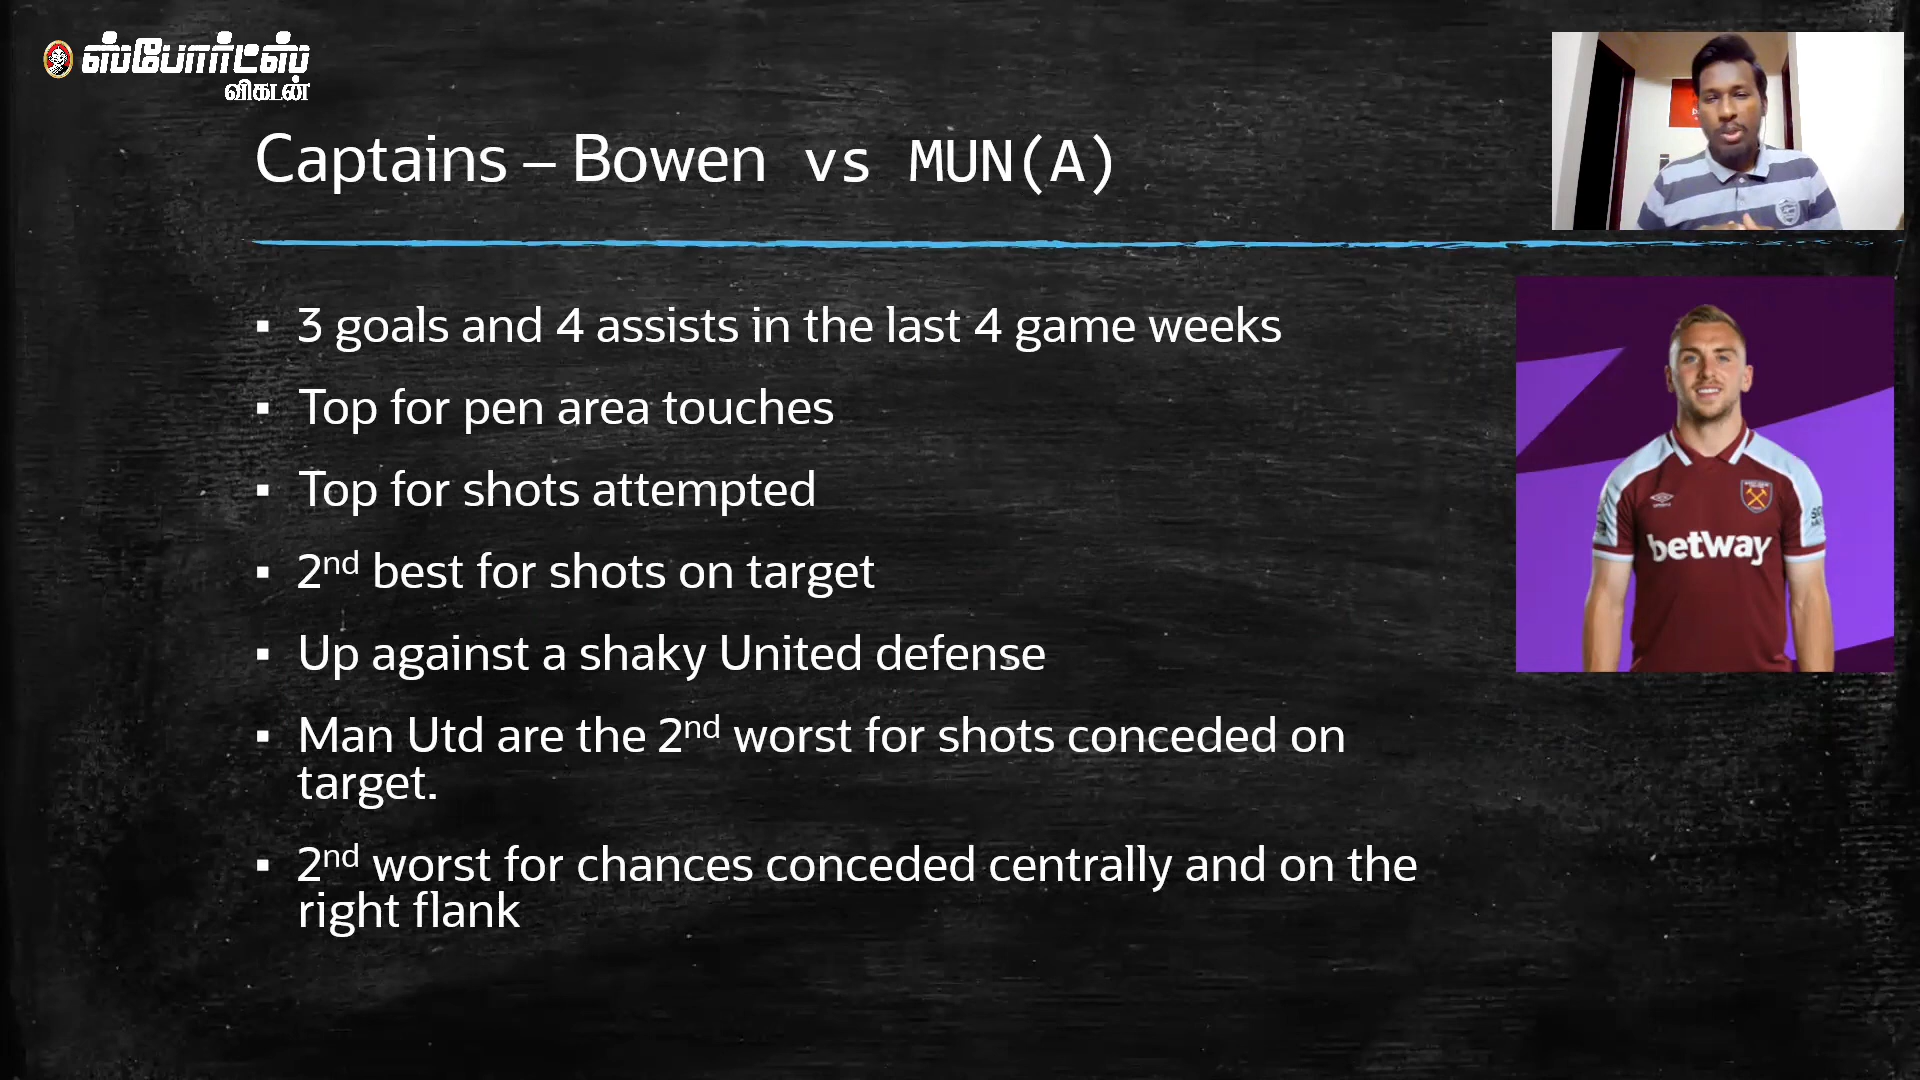 ஸ்போர்ட்ஸ்
விகடன்
Captains – Bowen vs MUN(A)
▪ 3 goals and 4 assists in the last 4 game weeks
▪ Top for pen area touches
▪ Top for shots attempted
▪ 2nd best for shots on target
▪ Up against a shaky United defense
▪ Man Utd are the 2nd worst for shots conceded on
target.
▪ 2nd worst for chances conceded centrally and on the
right flank
betway